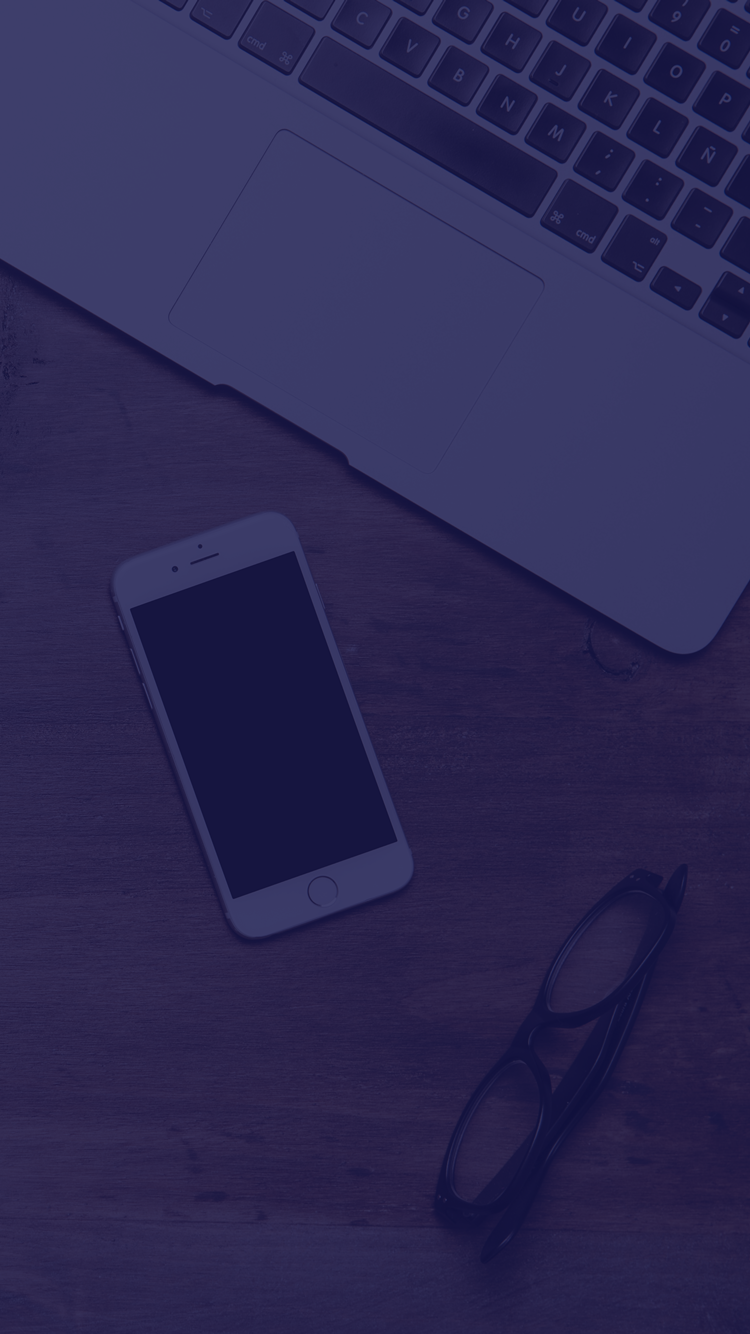 U I 9 = 0
C G H J K O P
cmd ⌘ V B N M L Ñ
⌘ cmd alt
; , : . - -